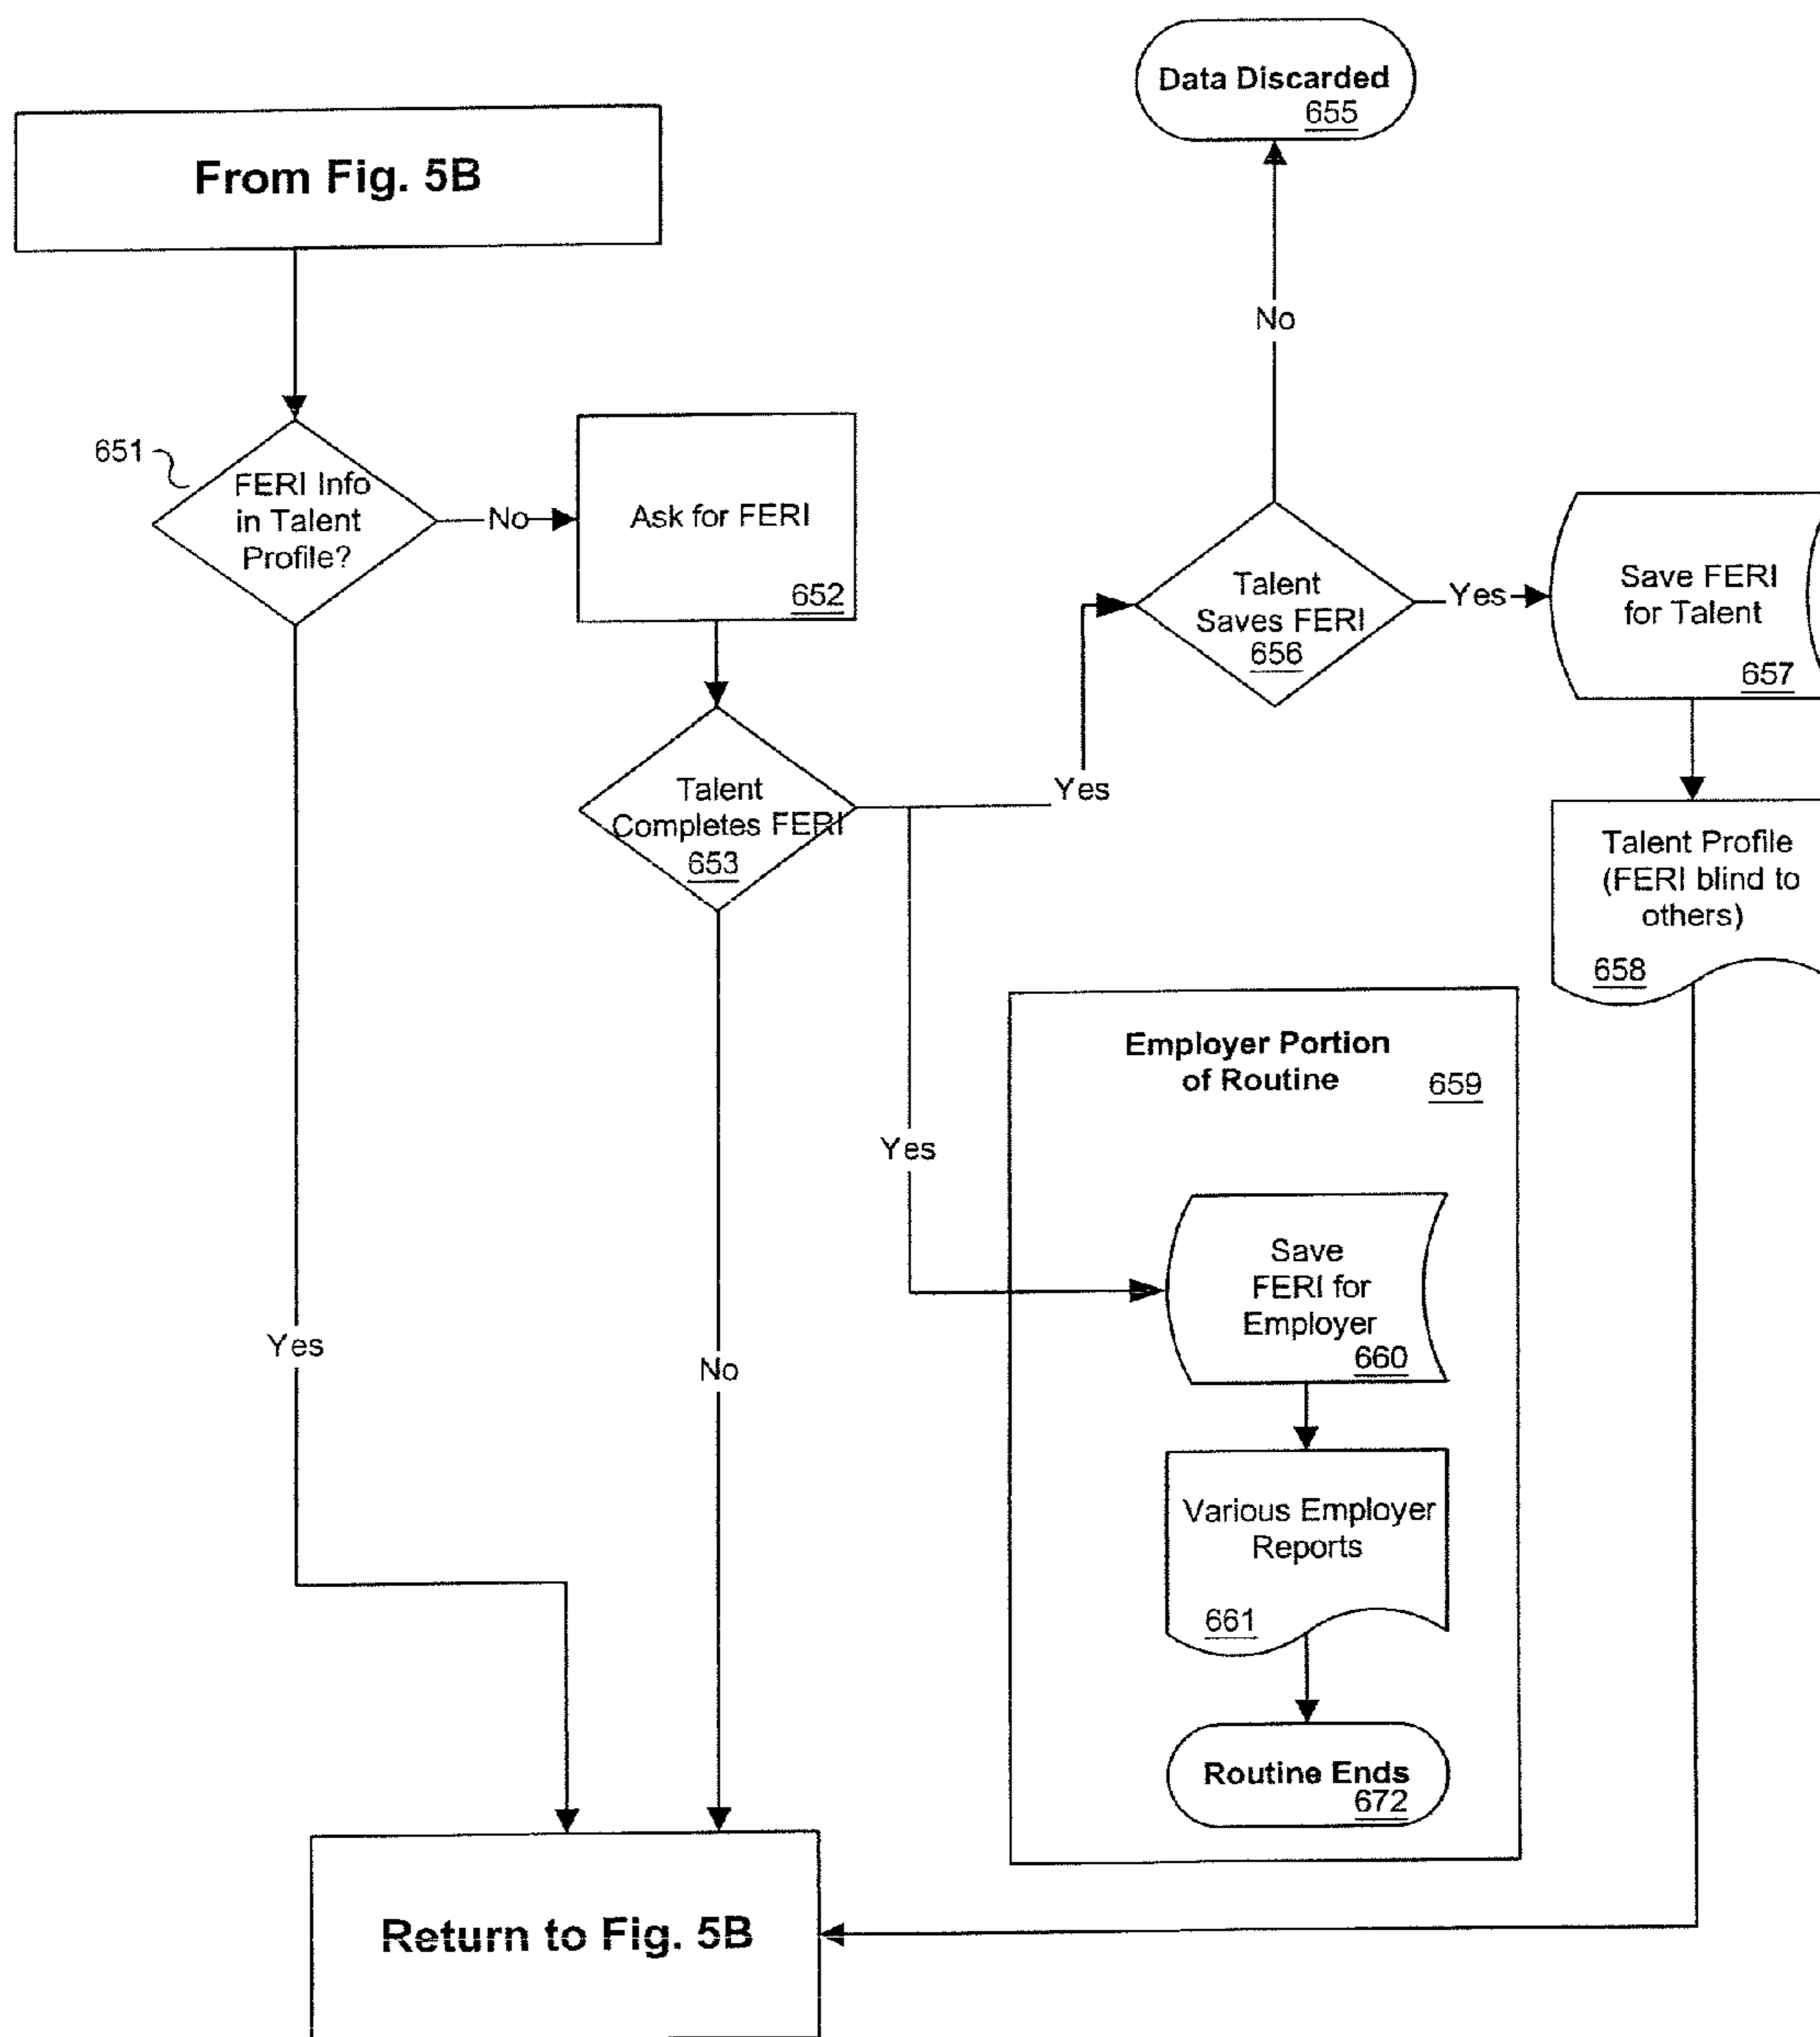 Data Discarded
655
From Fig. 5B
No
651
FERI Info
in Talent
Profile?
No
Ask for FERI
652
Talent
Saves FERI
656
Yes
Save FERI
for Talent
657
Yes
Talent
Completes FERI
653
Talent Profile
(FERI blind to
others)
658
Employer Portion
of Routine
659
Yes
Save
FERI for
Employer
660
Yes
No
Various Employer
Reports
661
Routine Ends
672
Return to Fig. 5B